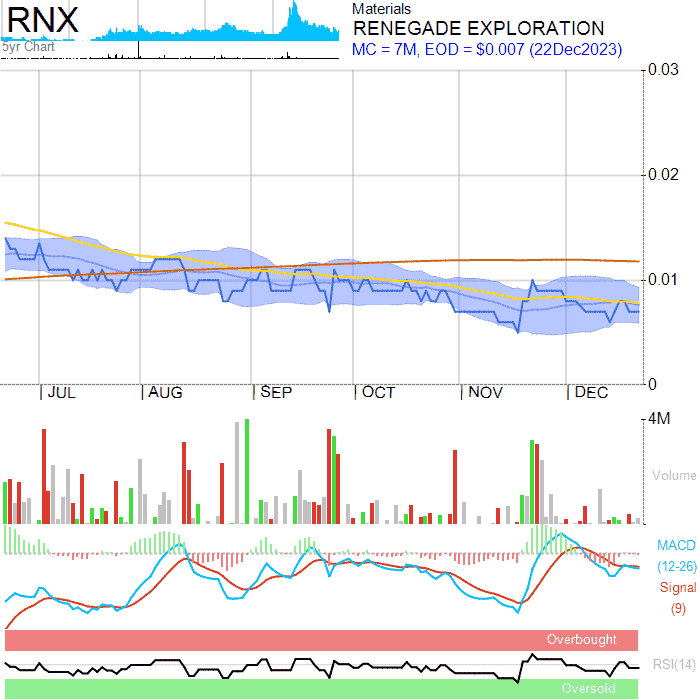 RNX
5yr Chart
Materials
RENEGADE EXPLORATION
MC = 7M, EOD = $0.007 (22Dec2023)
0.03
0.02
0.01
0
JUL AUG SEP OCT NOV DEC
4M
Volume
MACD
(12-26)
Signal
(9)
Overbought
RSI(14)
Oversold